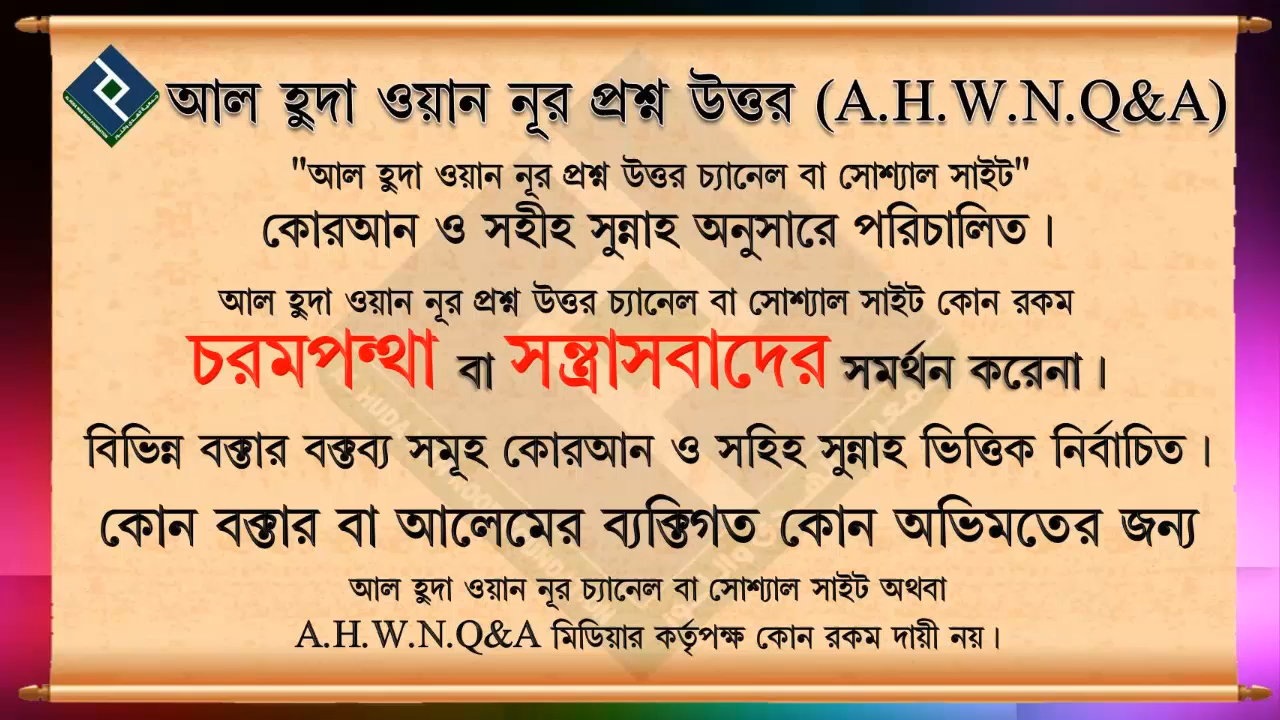 আল হুদা ওয়ান নূর প্রশ্ন উত্তর (A.H.W.N.Q&A)
"আল হুদা ওয়ান নূর প্রশ্ন উত্তর চ্যানেল বা সোশ্যাল সাইট"
কোরআন ও সহীহ সুন্নাহ অনুসারে পরিচালিত।
আল হুদা ওয়ান নূর প্রশ্ন উত্তর চ্যানেল বা সোশ্যাল সাইট কোন রকম
চরমপন্থা বা সন্ত্রাসবাদের সমর্থন করেনা।
বিভিন্ন বক্তার বক্তব্য সমূহ কোরআন ও সহিহ সুন্নাহ ভিত্তিক নির্বাচিত।
কোন বক্তার বা আলেমের ব্যক্তিগত কোন অভিমতের জন্য
আল হুদা ওয়ান নূর চ্যানেল বা সোশ্যাল সাইট অথবা
A.H.W.N.Q&A মিডিয়ার কর্তৃপক্ষ কোন রকম দায়ী নয়।